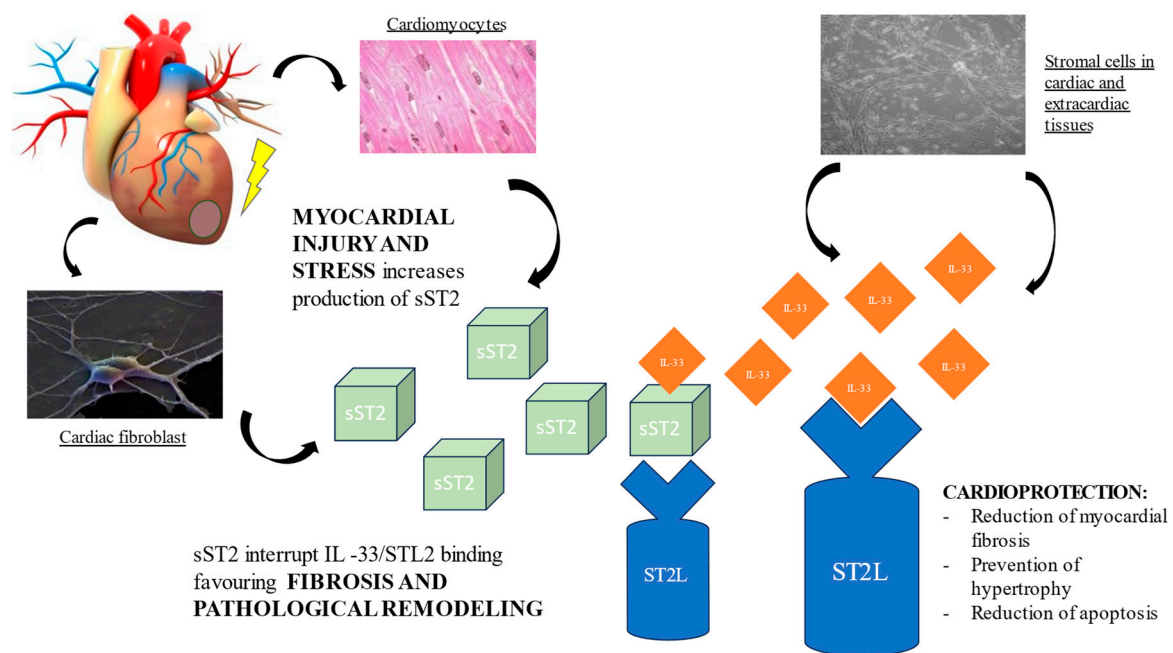 Cardiomyocytes
Stromal cells in
cardiac and
extracardiac
tissues
MYOCARDIAL
INJURY AND
STRESS increases
production of sST2
Cardiac fibroblast
IL-33
IL-33
IL-33
IL-33
IL-33
IL-33
IL-33
sST2
sST2
sST2
sST2
sST2
sST2 interrupt IL -33/STL2 binding
favouring FIBROSIS AND
PATHOLOGICAL REMODELING
ST2L
ST2L
CARDIOPROTECTION:
- Reduction of myocardial
fibrosis
- Prevention of
hypertrophy
- Reduction of apoptosis